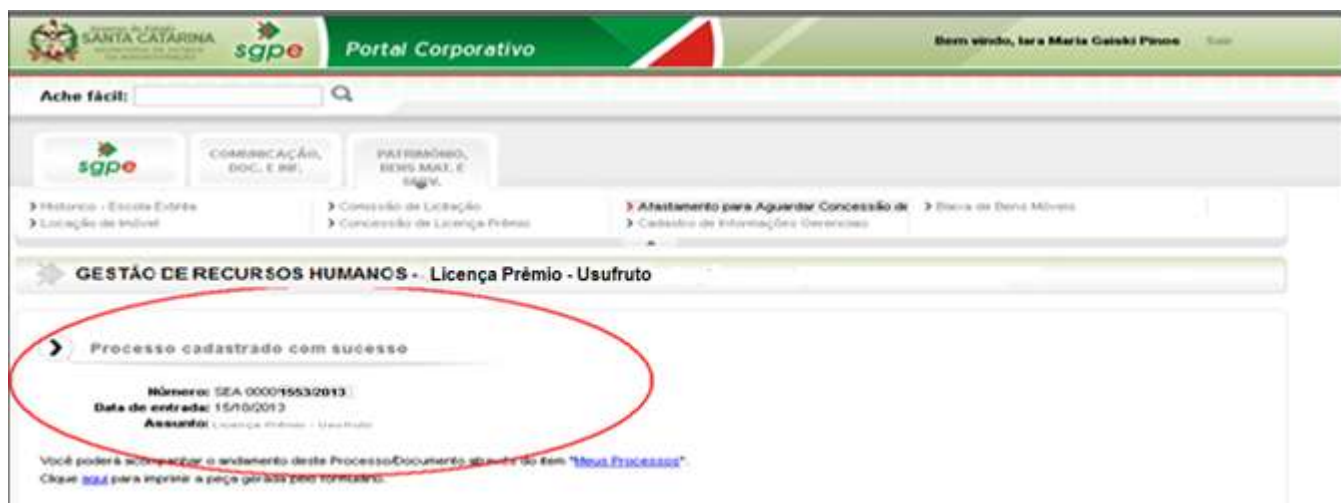 SANTA CATARINA
sgpe
Portal Corporativo
Bem vindo, Iara Maria Gaiski Pinos
Sair
Ache fácil:
sgpe
COMUNICAÇÃO, DOC. E INF.
PATRIMÔNIO, BENS MAT. E SERV.
Histórico - Escola
Comissão de Licitação
Afastamento para Aguardar Concessão de
Baixa de Bens Móveis
Locação de Imóvel
Concessão de Licença Prêmio
Cadastro de Informações Gerenciais
GESTÃO DE RECURSOS HUMANOS - Licença Prêmio - Usufruto
Processo cadastrado com sucesso
Número: SEA 00001553/2013
Data de entrada: 15/10/2013
Assunto: Licença Prêmio - Usufruto
Você poderá acompanhar o andamento deste Processo/Documento através do item "Meus Processos".
Clique aqui para imprimir a peça gerada pelo formulário.